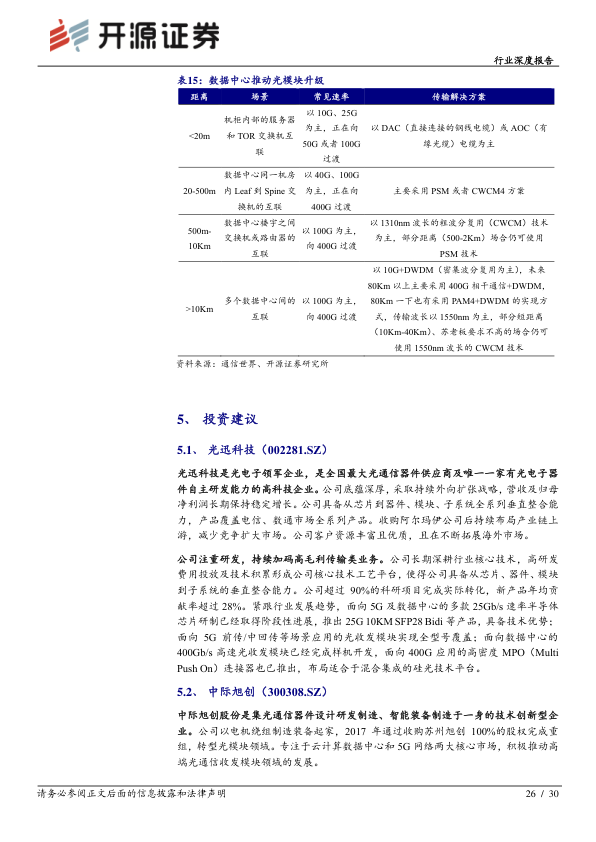 开源证券
行业深度报告
表15：数据中心推动光模块升级
距离 场景 常见速率 传输解决方案
<20m
机柜内部的服务器
和 TOR 交换机互
联
以 10G、25G
为主，正在向
50G 或者 100G
过渡
以 DAC（直接连接的铜线电缆）或 AOC（有
缘光缆）电缆为主
20-500m
数据中心同一机房
内 Leaf 到 Spine 交
换机的互联
以 40G、100G
为主，正在向
400G 过渡
主要采用 PSM 或者 CWCM4 方案
500m-
10Km
数据中心楼宇之间
交换机或路由器的
互联
以 100G 为主，
向 400G 过渡
以 1310nm 波长的粗波分复用（CWCM）技术
为主，部分距离（500-2Km）场合仍可使用
PSM 技术
>10Km
多个数据中心间的
互联
以 100G 为主，
向 400G 过渡
以 10G+DWDM（密集波分复用为主），未来
80Km 以上主要采用 400G 相干通信+DWDM，
80Km 一下也有采用 PAM4+DWDM 的实现方
式，传输波长以 1550nm 为主，部分短距离
（10Km-40Km）、苏老板要求不高的场合仍可
使用 1550nm 波长的 CWCM 技术
资料来源：通信世界、开源证券研究所
5、 投资建议
5.1、 光迅科技（002281.SZ）
光迅科技是光电子领军企业，是全国最大光通信器件供应商及唯一一家有光电子器
件自主研发能力的高科技企业。公司底蕴深厚，采取持续外向扩张战略，营收及归母
净利润长期保持稳定增长。公司具备从芯片到器件、模块、子系统全系列垂直整合能
力，产品覆盖电信、数通市场全系列产品。收购阿尔玛伊公司后持续布局产业链上
游，减少竞争扩大市场。公司客户资源丰富且优质，且在不断拓展海外市场。
公司注重研发，持续加码高毛利传输类业务。公司长期深耕行业核心技术，高研发
费用投放及技术积累形成公司核心技术工艺平台，使得公司具备从芯片、器件、模块
到子系统的垂直整合能力。公司超过 90%的科研项目完成实际转化，新产品年均贡
献率超过 28%。紧跟行业发展趋势，面向 5G 及数据中心的多款 25Gb/s 速率半导体
芯片研制已经取得阶段性进展，推出 25G 10KM SFP28 Bidi 等产品，具备技术优势；
面向 5G 前传/中回传等场景应用的光收发模块实现全型号覆盖；面向数据中心的
400Gb/s 高速光收发模块已经完成样机开发，面向 400G 应用的高密度 MPO（Multi
Push On）连接器也已推出，布局适合于混合集成的硅光技术平台。
5.2、 中际旭创（300308.SZ）
中际旭创股份是集光通信器件设计研发制造、智能装备制造于一身的技术创新型企
业。公司以电机绕组制造装备起家，2017 年通过收购苏州旭创 100%的股权完成重
组，转型光模块领域。专注于云计算数据中心和 5G 网络两大核心市场，积极推动高
端光通信收发模块领域的发展。
请务必参阅正文后面的信息披露和法律声明
26 / 30